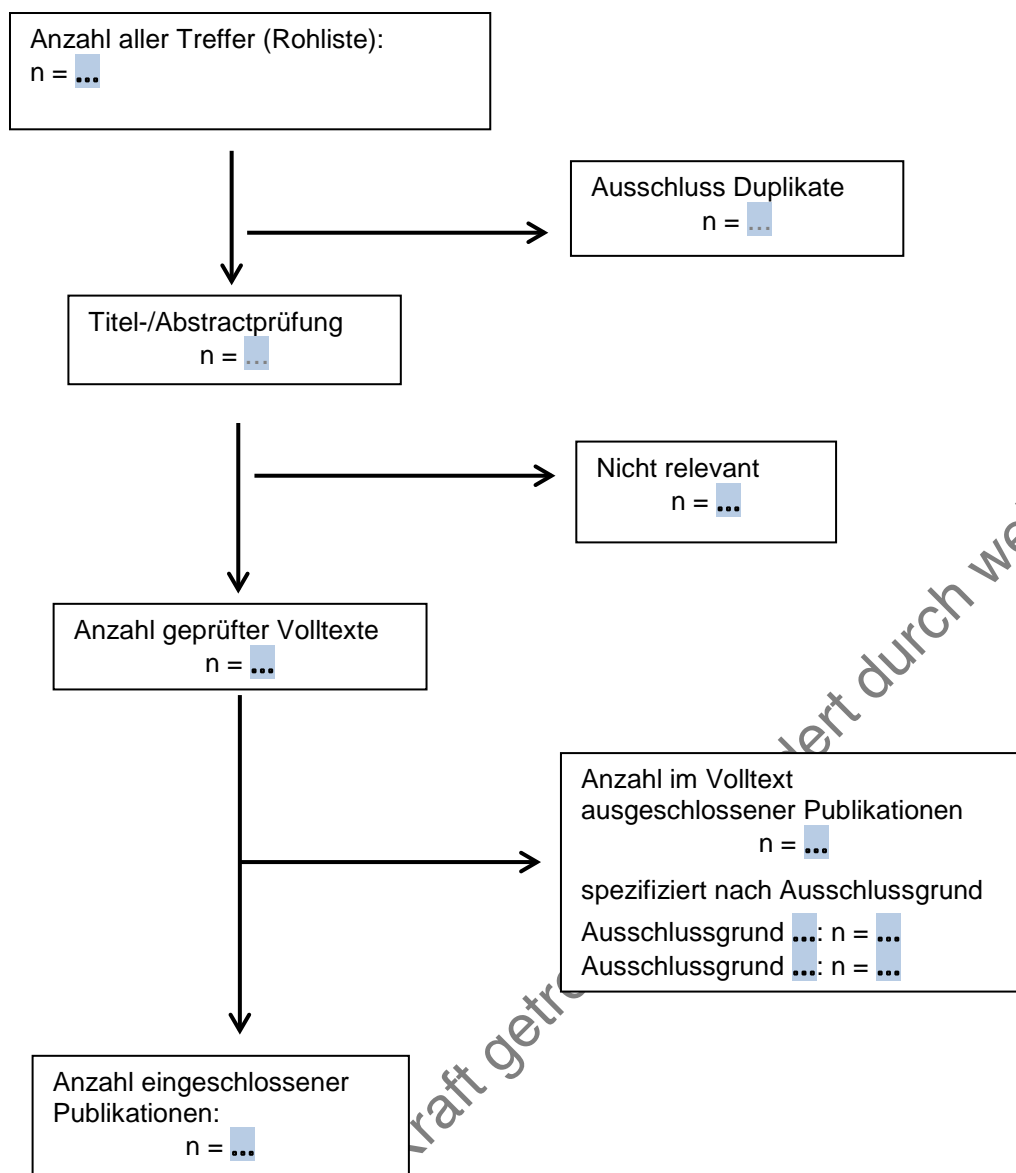 Anzahl aller Treffer (Rohliste):
n = ...
Ausschluss Duplikate
n = ...
Titel-/Abstractprüfung
n = ...
Nicht relevant
n = ...
Anzahl geprüfter Volltexte
n = ...
Anzahl im Volltext
ausgeschlossener Publikationen
n = ...
spezifiziert nach Ausschlussgrund
Ausschlussgrund ...: n = ...
Ausschlussgrund ...: n = ...
Anzahl eingeschlossener
Publikationen:
n = ...
durch